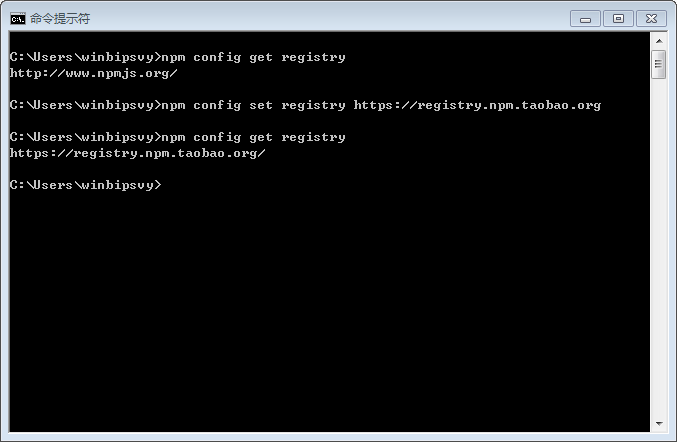 命令提示符
C:\Users\winbipsvy>npm config get registry
http://www.npmjs.org/
C:\Users\winbipsvy>npm config set registry https://registry.npm.taobao.org
C:\Users\winbipsvy>npm config get registry
https://registry.npm.taobao.org/
C:\Users\winbipsvy>